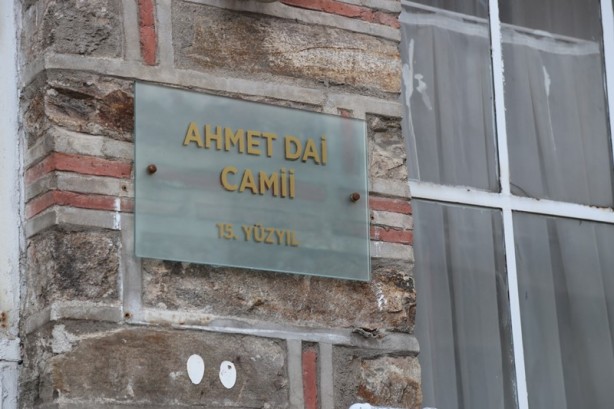 AHMET DAİ
CAMİİ
15. YÜZYIL